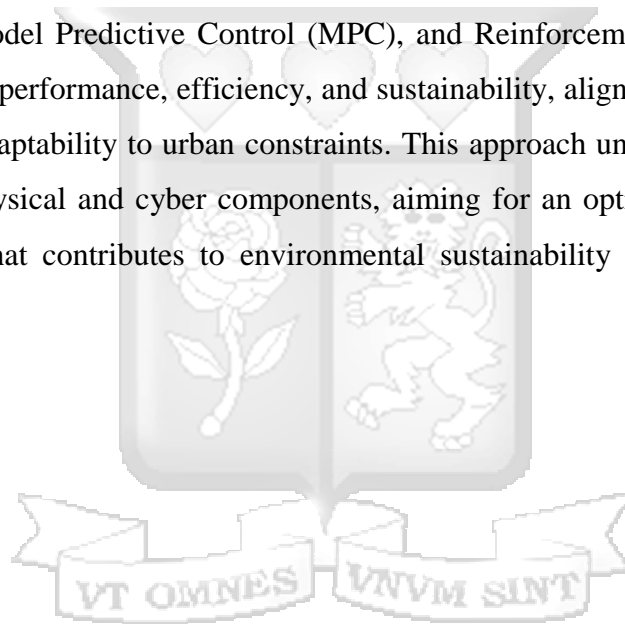 odel Predictive Control (MPC), and Reinforcem
performance, efficiency, and sustainability, align
aptability to urban constraints. This approach un
ysical and cyber components, aiming for an opti
hat contributes to environmental sustainability
VT OMNES VNVM SINT